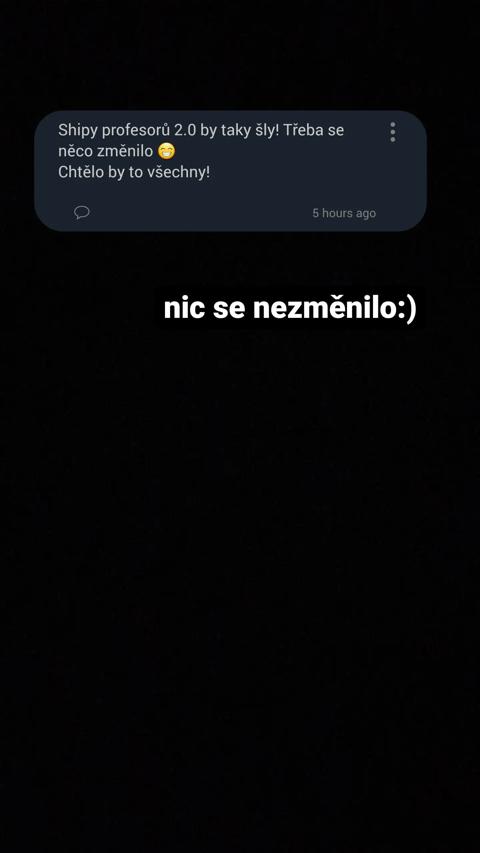 Shipy profesorů 2.0 by taky šly! Třeba se
něco změnilo 😁
Chtělo by to všechny!
5 hours ago
nic se nezměnilo:)